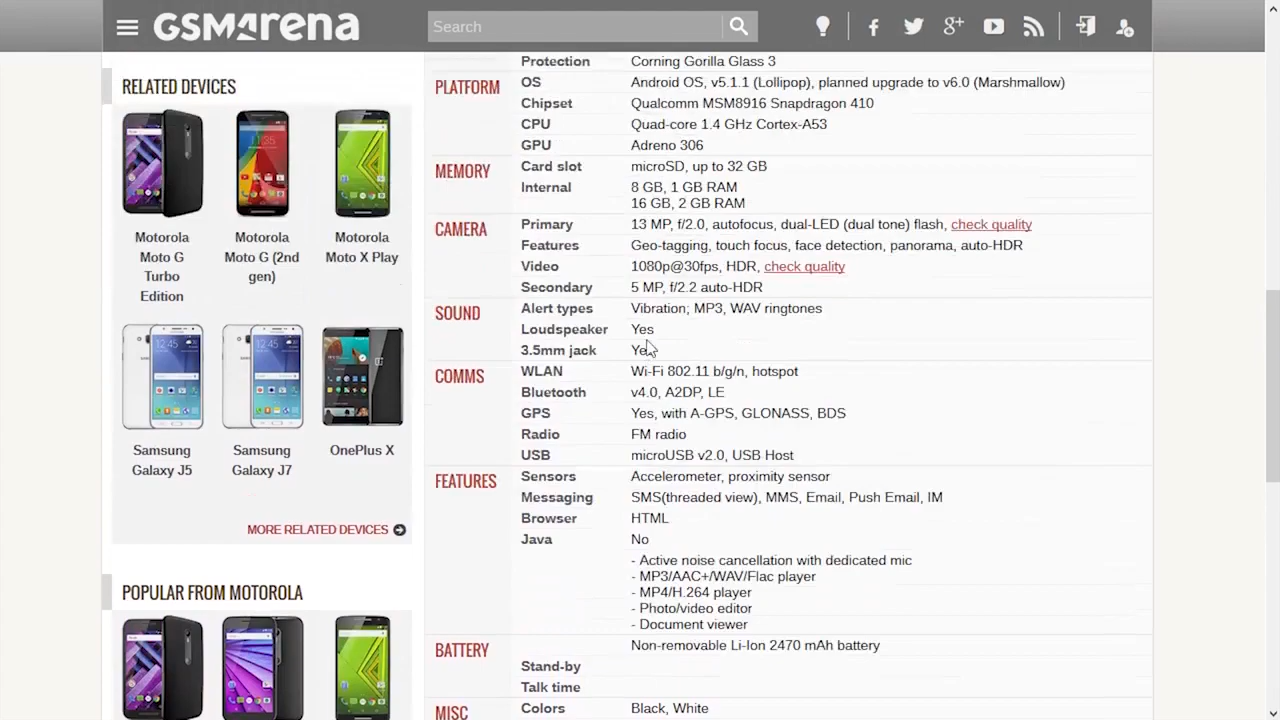 GSMArena
Search
RELATED DEVICES
Motorola
Moto G
Turbo
Edition
Motorola
Moto G (2nd
gen)
Motorola
Moto X Play
Samsung
Galaxy J5
Samsung
Galaxy J7
OnePlus X
MORE RELATED DEVICES
POPULAR FROM MOTOROLA
Protection Corning Gorilla Glass 3
PLATFORM OS Android OS, v5.1.1 (Lollipop), planned upgrade to v6.0 (Marshmallow)
Chipset Qualcomm MSM8916 Snapdragon 410
CPU Quad-core 1.4 GHz Cortex-A53
GPU Adreno 306
MEMORY Card slot microSD, up to 32 GB
Internal 8 GB, 1 GB RAM
16 GB, 2 GB RAM
CAMERA Primary 13 MP, f/2.0, autofocus, dual-LED (dual tone) flash, check quality
Features Geo-tagging, touch focus, face detection, panorama, auto-HDR
Video 1080p@30fps, HDR, check quality
Secondary 5 MP, f/2.2 auto-HDR
SOUND Alert types Vibration; MP3, WAV ringtones
Loudspeaker Yes
3.5mm jack Yes
COMMS WLAN Wi-Fi 802.11 b/g/n, hotspot
Bluetooth v4.0, A2DP, LE
GPS Yes, with A-GPS, GLONASS, BDS
Radio FM radio
USB microUSB v2.0, USB Host
FEATURES Sensors Accelerometer, proximity sensor
Messaging SMS(threaded view), MMS, Email, Push Email, IM
Browser HTML
Java No
- Active noise cancellation with dedicated mic
- MP3/AAC+/WAV/Flac player
- MP4/H.264 player
- Photo/video editor
- Document viewer
BATTERY Non-removable Li-Ion 2470 mAh battery
Stand-by
Talk time
MISC Colors Black, White